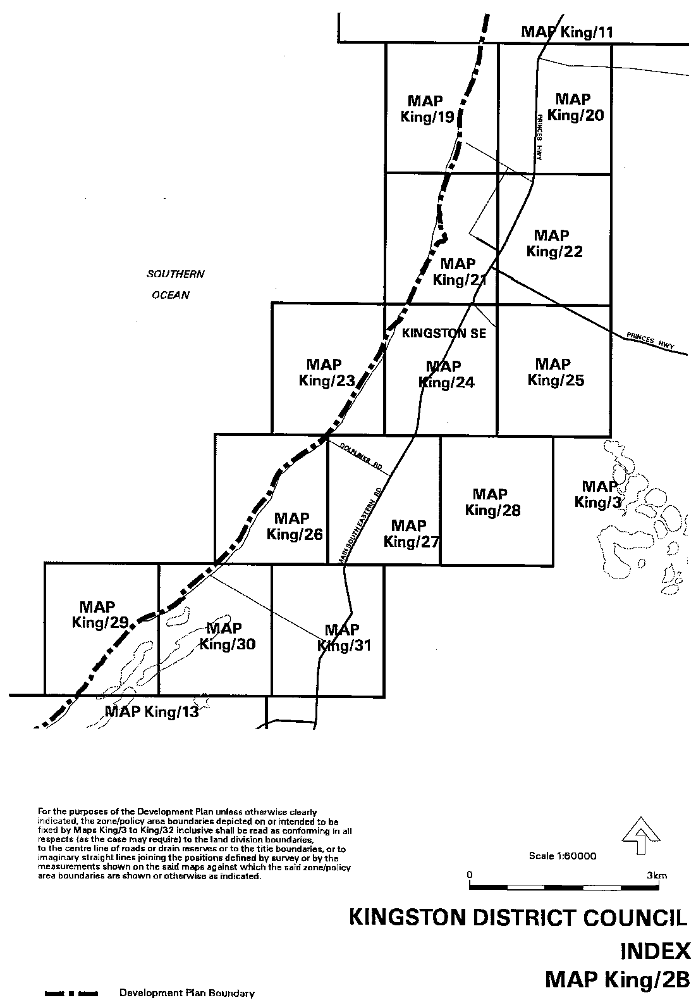 MAP King/11
MAP
King/19
MAP
King/20
PRINCES HWY
MAP
King/22
MAP
King/21
SOUTHERN
OCEAN
KINGSTON SE
PRINCES HWY
MAP
King/23
MAP
King/24
MAP
King/25
GOLFLINKS RD
MAIN SOUTH EASTERN RD
MAP
King/26
MAP
King/27
MAP
King/28
MAP
King/3
MAP
King/29
MAP
King/30
MAP
King/31
MAP King/13
For the purposes of the Development Plan unless otherwise clearly
indicated, the zone/policy area boundaries depicted on or intended to be
fixed by Maps King/3 to King/32 inclusive shall be read as conforming in all
respects (as the case may require) to the land division boundaries,
to the centre line of roads or drain reserves or to the title boundaries, or to
imaginary straight lines joining the positions defined by survey or by the
measurements shown on the said maps against which the said zone/policy
area boundaries are shown or otherwise as indicated.
Scale 1:60000
0 3km
KINGSTON DISTRICT COUNCIL
INDEX
MAP King/2B
Development Plan Boundary